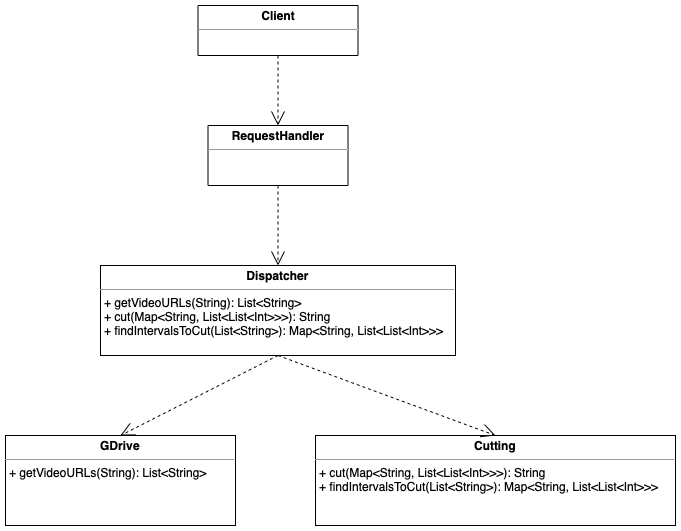 Client
RequestHandler
Dispatcher
+ getVideoURLs(String): List<String>
+ cut(Map<String, List<List<Int>>>): String
+ findIntervalsToCut(List<String>): Map<String, List<List<Int>>>
GDrive
+ getVideoURLs(String): List<String>
Cutting
+ cut(Map<String, List<List<Int>>>): String
+ findIntervalsToCut(List<String>): Map<String, List<List<Int>>>